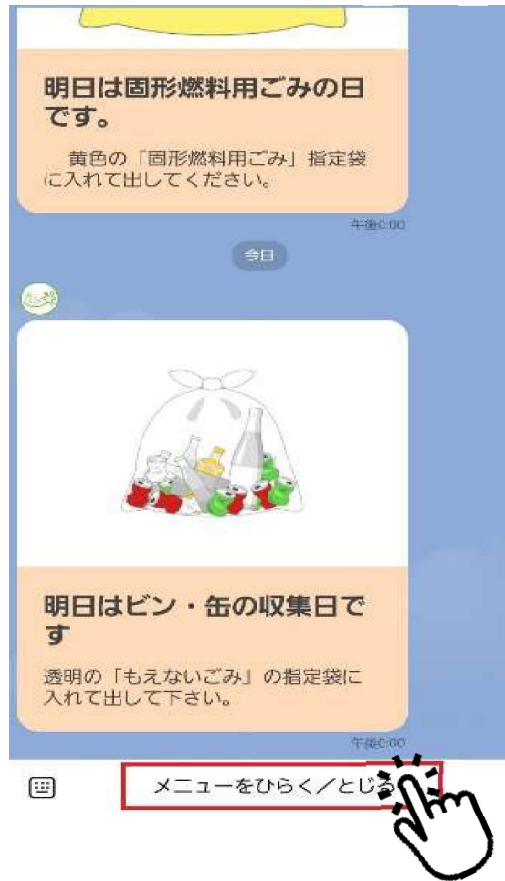 明日は固形燃料用ごみの日
です。
黄色の「固形燃料用ごみ」指定袋
に入れて出してください。
午後0:00
今日
明日はビン・缶の収集日で
す
透明の「もえないごみ」の指定袋に
入れて出して下さい。
午後0:00
メニューをひらく／とじる